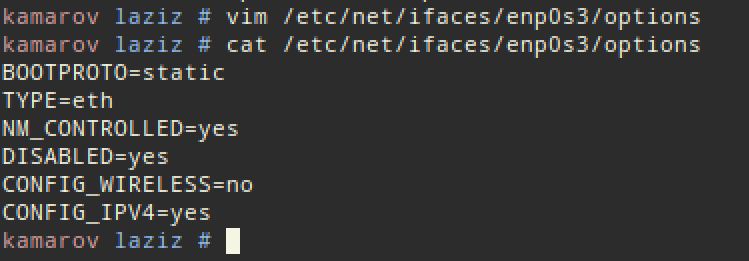 kamarov laziz # vim /etc/net/ifaces/enp0s3/options
kamarov laziz # cat /etc/net/ifaces/enp0s3/options
BOOTPROTO=static
TYPE=eth
NM_CONTROLLED=yes
DISABLED=yes
CONFIG_WIRELESS=no
CONFIG_IPV4=yes
kamarov laziz #